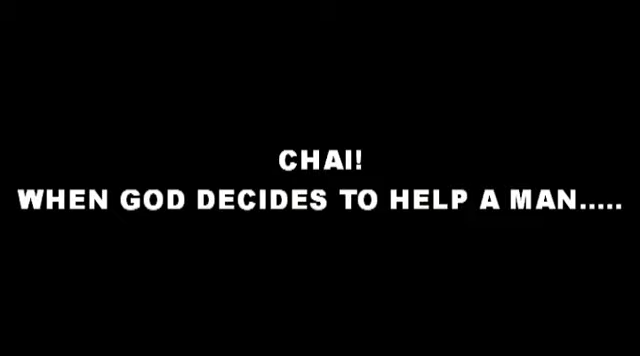 CHAI!
WHEN GOD DECIDES TO HELP A MAN.....